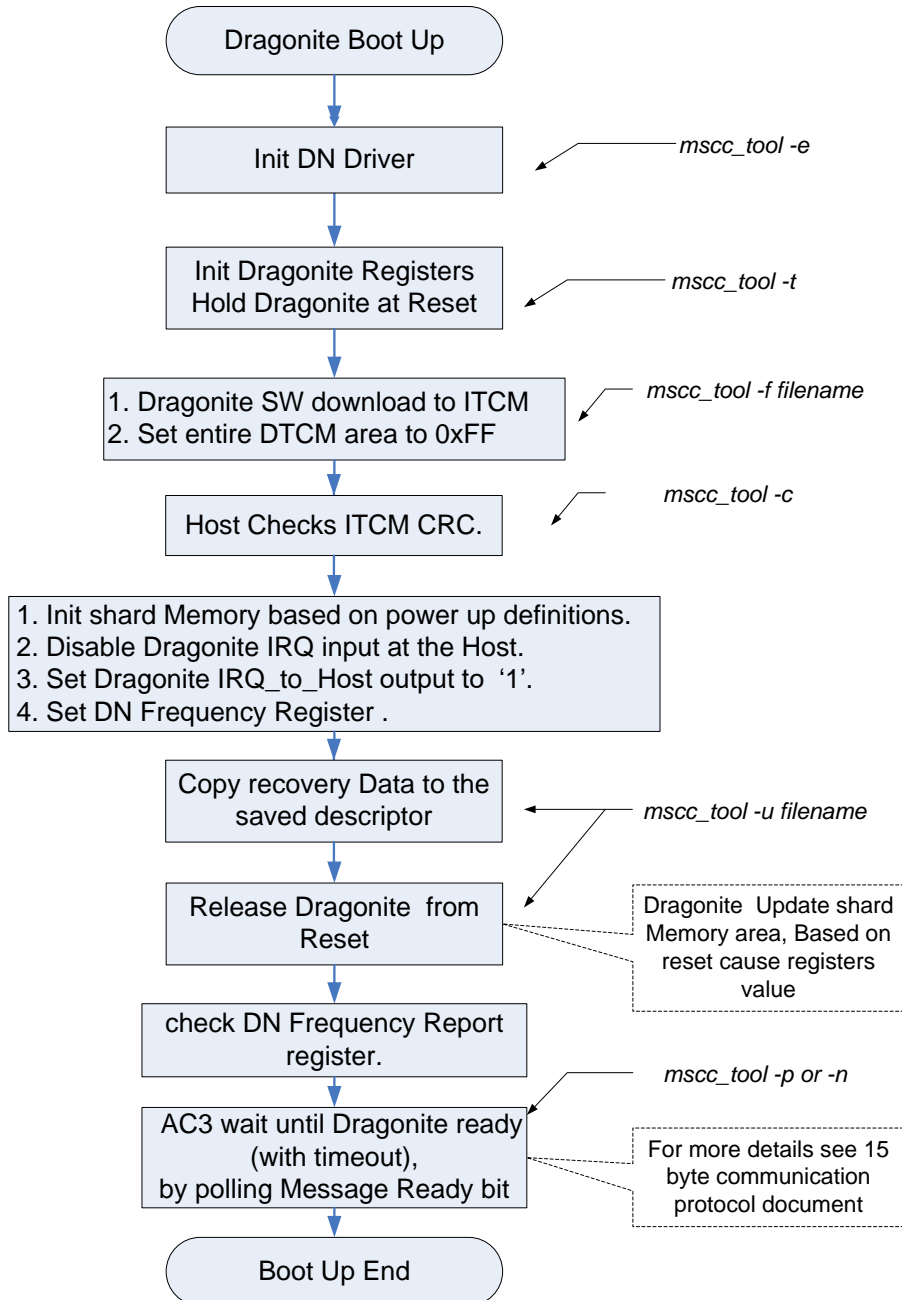 Dragonite Boot Up
Init DN Driver
mscc_tool -e
Init Dragonite Registers
Hold Dragonite at Reset
mscc_tool -t
1. Dragonite SW download to ITCM
2. Set entire DTCM area to 0xFF
mscc_tool -f filename
Host Checks ITCM CRC.
mscc_tool -c
1. Init shard Memory based on power up definitions.
2. Disable Dragonite IRQ input at the Host.
3. Set Dragonite IRQ_to_Host output to ‘1’.
4. Set DN Frequency Register .
Copy recovery Data to the
saved descriptor
mscc_tool -u filename
Release Dragonite from
Reset
Dragonite Update shard
Memory area, Based on
reset cause registers
value
check DN Frequency Report
register.
mscc_tool -p or -n
AC3 wait until Dragonite ready
(with timeout),
by polling Message Ready bit
For more details see 15
byte communication
protocol document
Boot Up End